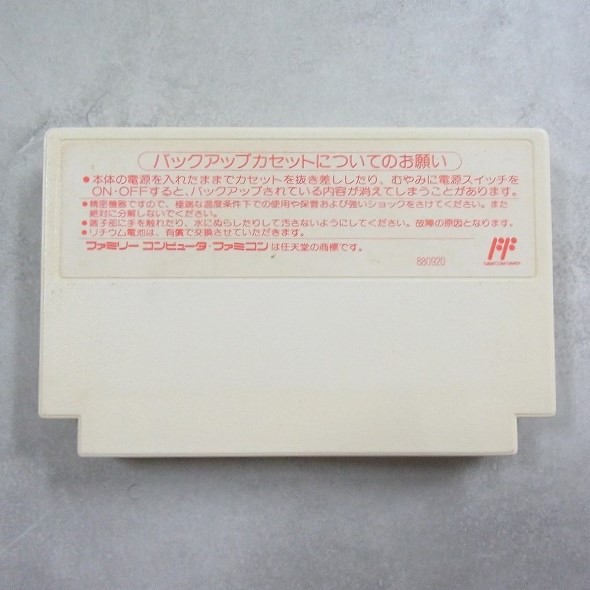 バックアップカセットについてのお願い
●本体の電源を入れたままでカセットを抜き差ししたり、むやみに電源スイッチを
ON・OFFすると、バックアップされている内容が消えてしまうことがあります。
●精密機器ですので、極端な温度条件下での使用や保管および強いショックをさけてください。また
絶対に分解しないでください。
●端子部に手を触れたり、水にぬらしたりして汚さないようにしてください。故障の原因となります。
●リチウム電池は、有償で交換させていただきます。
ファミリーコンピュータ・ファミコンは任天堂の商標です。
880920
FF